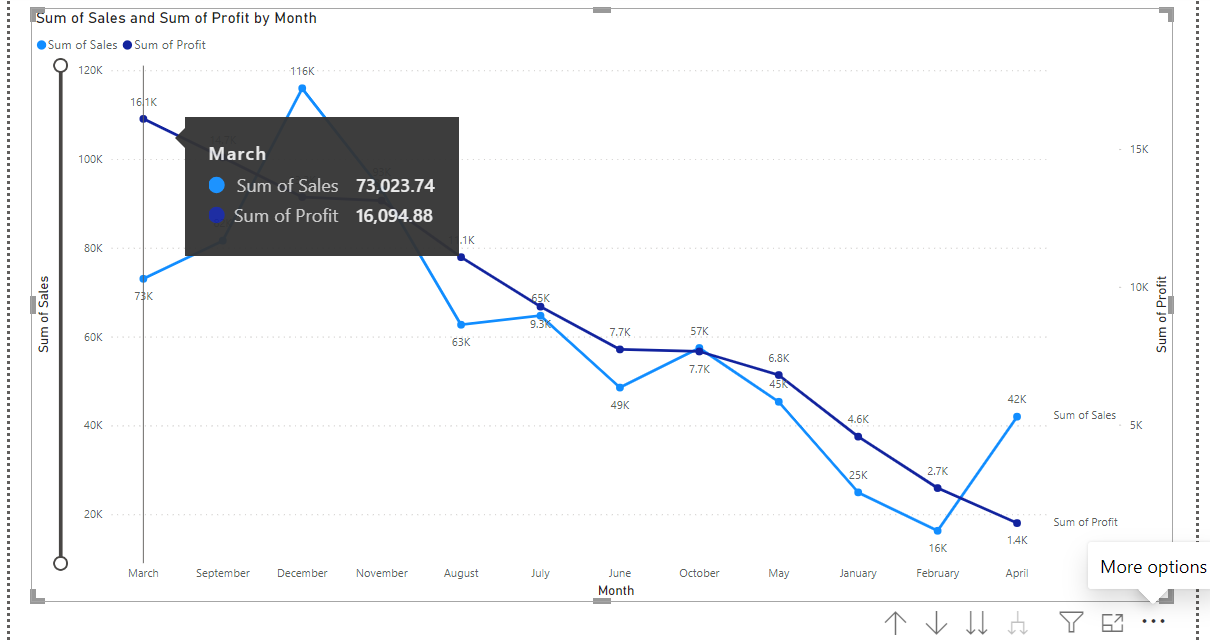 Sum of Sales and Sum of Profit by Month
Sum of Sales Sum of Profit
120K
100K
80K
60K
40K
20K
Sum of Sales
16.1K
73K
116K
March
Sum of Sales 73,023.74
Sum of Profit 16,094.88
63K
65K
9.3K
7.7K
49K
57K
7.7K
6.8K
45K
4.6K
25K
2.7K
16K
42K
1.4K
Sum of Sales
Sum of Profit
15K
10K
5K
Sum of Profit
March September December November August July June October May January February April
Month
More options